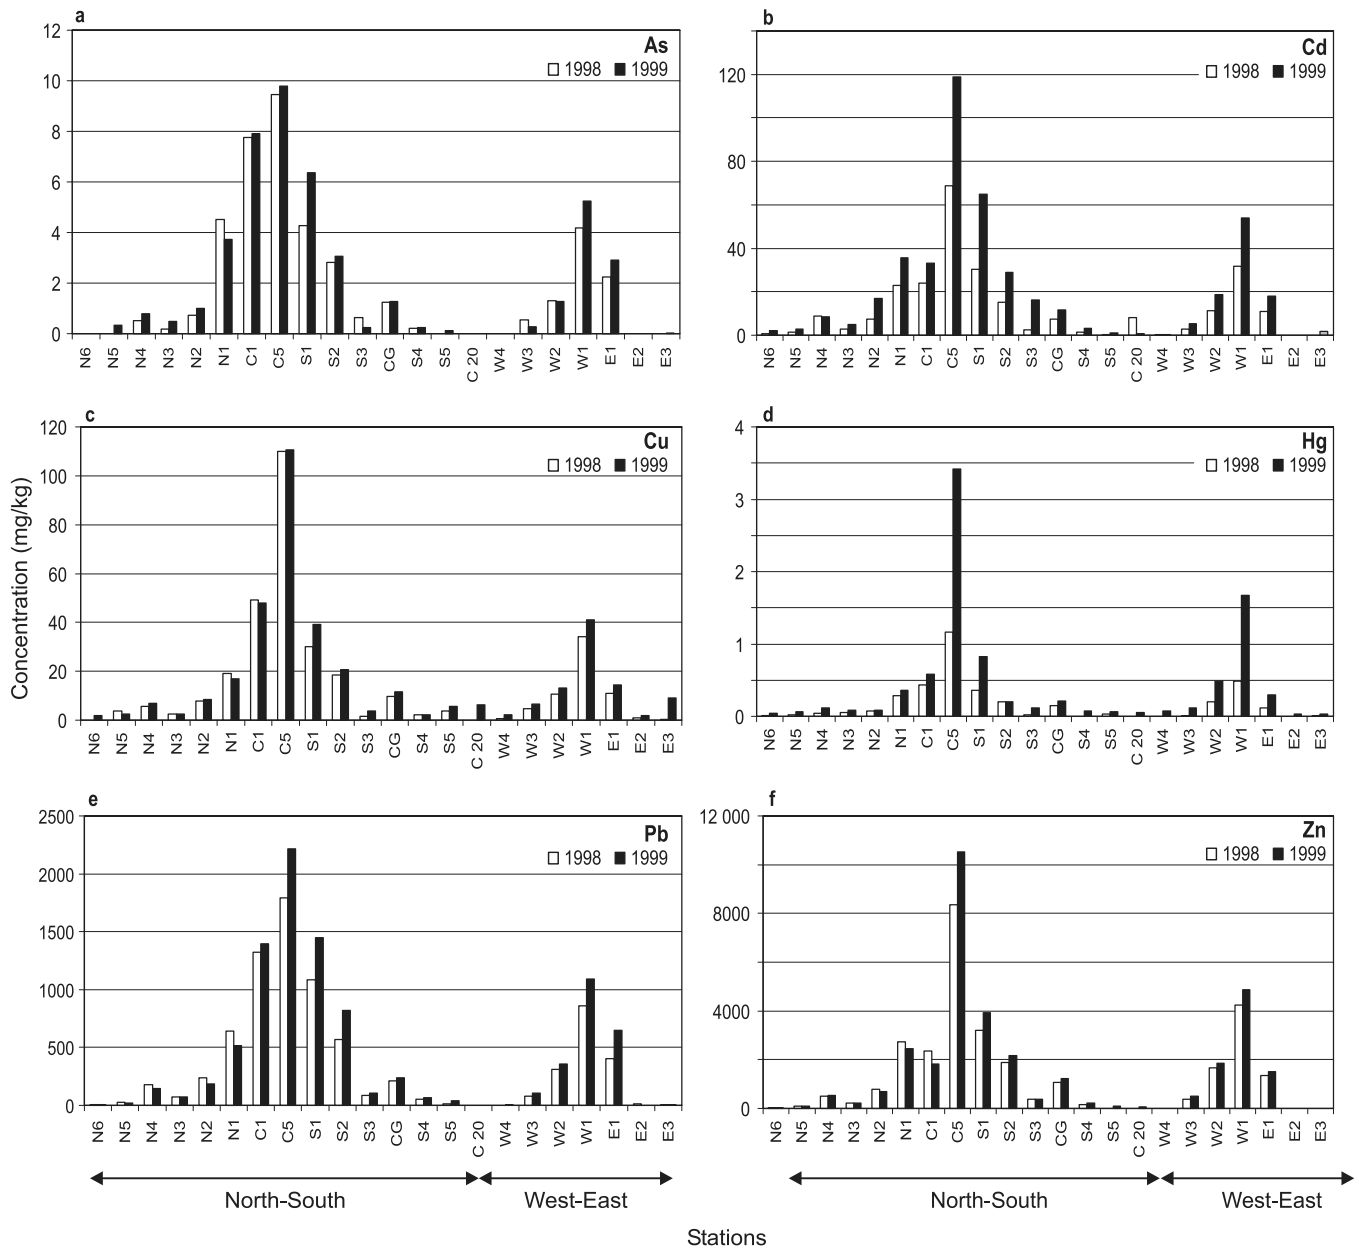 a
As
1998 1999
12
10
8
6
4
2
0
N6 N5 N4 N3 N2 N1 C1 C5 S1 S2 S3 CG S4 S5 C 20 W4 W3 W2 W1 E1 E2 E3
b
Cd
1998 1999
120
80
40
20
0
N6 N5 N4 N3 N2 N1 C1 C5 S1 S2 S3 CG S4 S5 C 20 W4 W3 W2 W1 E1 E2 E3
c
Cu
1998 1999
120
100
80
60
40
20
0
N6 N5 N4 N3 N2 N1 C1 C5 S1 S2 S3 CG S4 S5 C 20 W4 W3 W2 W1 E1 E2 E3
Concentration (mg/kg)
d
Hg
1998 1999
4
3
2
1
0
N6 N5 N4 N3 N2 N1 C1 C5 S1 S2 S3 CG S4 S5 C 20 W4 W3 W2 W1 E1 E2 E3
e
Pb
1998 1999
2500
2000
1500
1000
500
0
N6 N5 N4 N3 N2 N1 C1 C5 S1 S2 S3 CG S4 S5 C 20 W4 W3 W2 W1 E1 E2 E3
North-South West-East
f
Zn
1998 1999
12 000
8000
4000
0
N6 N5 N4 N3 N2 N1 C1 C5 S1 S2 S3 CG S4 S5 C 20 W4 W3 W2 W1 E1 E2 E3
North-South West-East
Stations